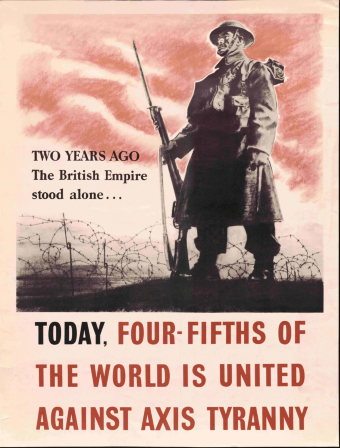 TWO YEARS AGO
The British Empire
stood alone...
TODAY, FOUR-FIFTHS OF
THE WORLD IS UNITED
AGAINST AXIS TYRANNY